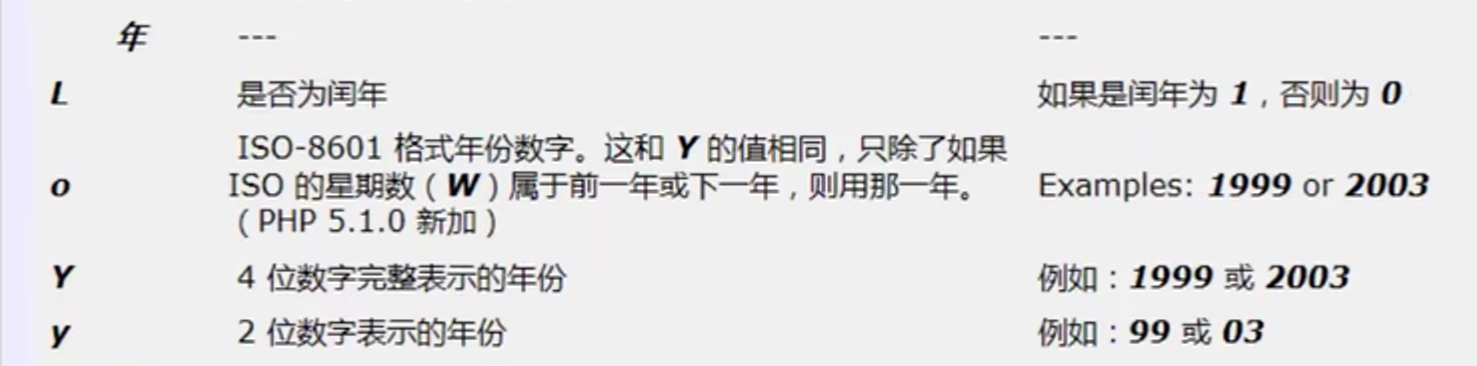 年 --- ---
L 是否为闰年 如果是闰年为 1，否则为 0
ISO-8601 格式年份数字。这和 Y 的值相同，只除了如果
o ISO 的星期数（W）属于前一年或下一年，则用那一年。 Examples: 1999 or 2003
（PHP 5.1.0 新加）
Y 4 位数字完整表示的年份 例如：1999 或 2003
y 2 位数字表示的年份 例如：99 或 03